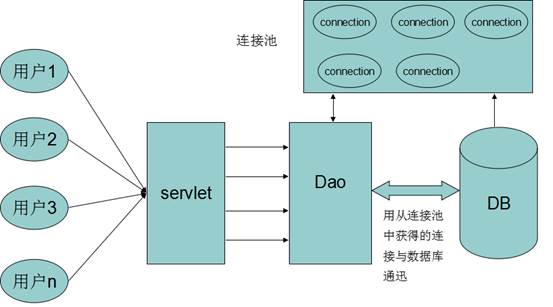 connection
connection
connection
连接池
connection
connection
用户1
用户2
用户3
用户n
servlet
Dao
DB
用从连接池
中获得的连
接与数据库
通迅